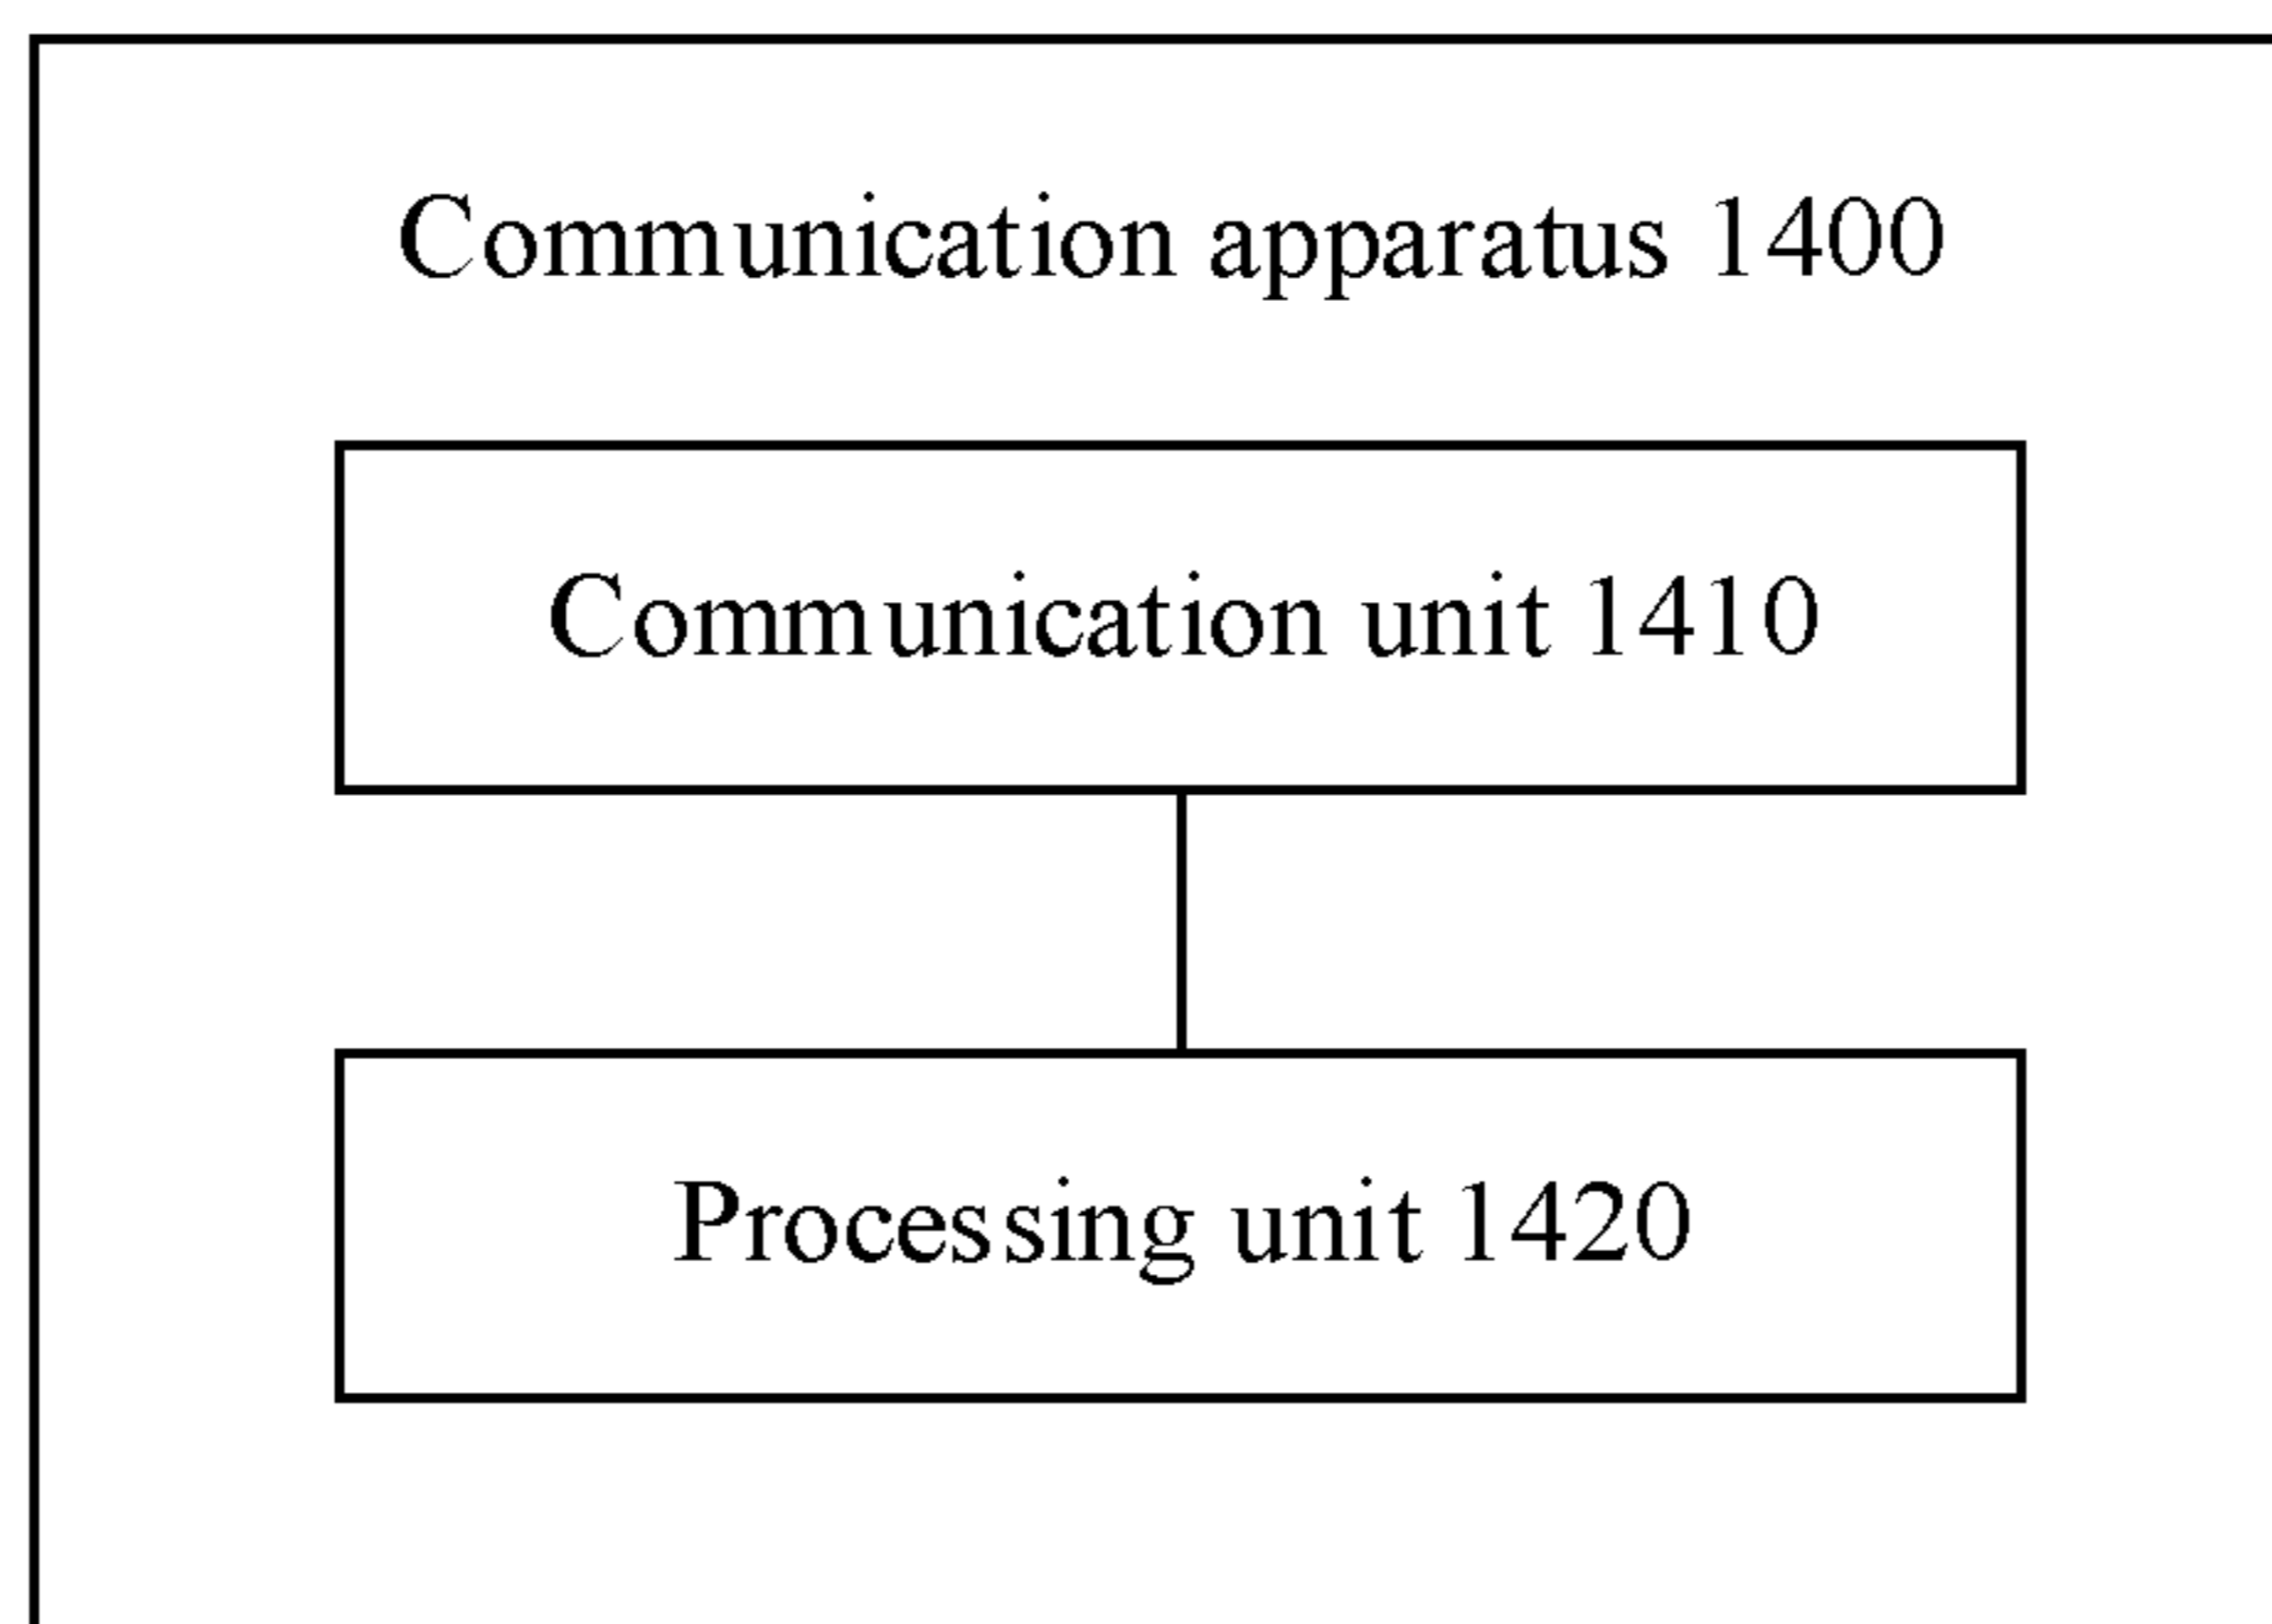 Communication apparatus 1400
Communication unit 1410
Processing unit 1420